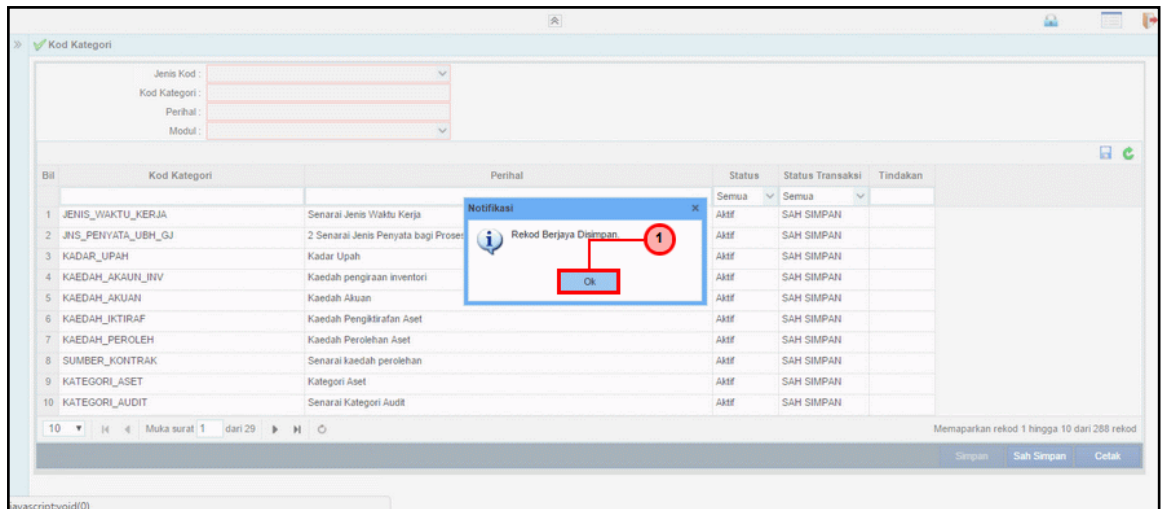 Kod Kategori
Jenis Kod :
Kod Kategori :
Perihal :
Modul :
Bil Kod Kategori Perihal Status Status Transaksi Tindakan
Semua Semua
1 JENIS_WAKTU_KERJA Senarai Jenis Waktu Kerja Aktif SAH SIMPAN
2 JNS_PENYATA_UBH_GJ 2 Senarai Jenis Penyata bagi Proses Aktif SAH SIMPAN
3 KADAR_UPAH Kadar Upah Aktif SAH SIMPAN
4 KAEDAH_AKAUN_INV Kaedah pengiraan inventori Aktif SAH SIMPAN
5 KAEDAH_AKUAN Kaedah Akuan Aktif SAH SIMPAN
6 KAEDAH_IKTIRAF Kaedah Pengiktirafan Aset Aktif SAH SIMPAN
7 KAEDAH_PEROLEH Kaedah Perolehan Aset Aktif SAH SIMPAN
8 SUMBER_KONTRAK Senarai kaedah perolehan Aktif SAH SIMPAN
9 KATEGORI_ASET Kategori Aset Aktif SAH SIMPAN
10 KATEGORI_AUDIT Senarai Kategori Audit Aktif SAH SIMPAN
Notifikasi x
Rekod Berjaya Disimpan.
1
Ok
10 Muka surat 1 dari 29 Memaparkan rekod 1 hingga 10 dari 288 rekod
Simpan Sah Simpan Cetak
javascript:void(0)